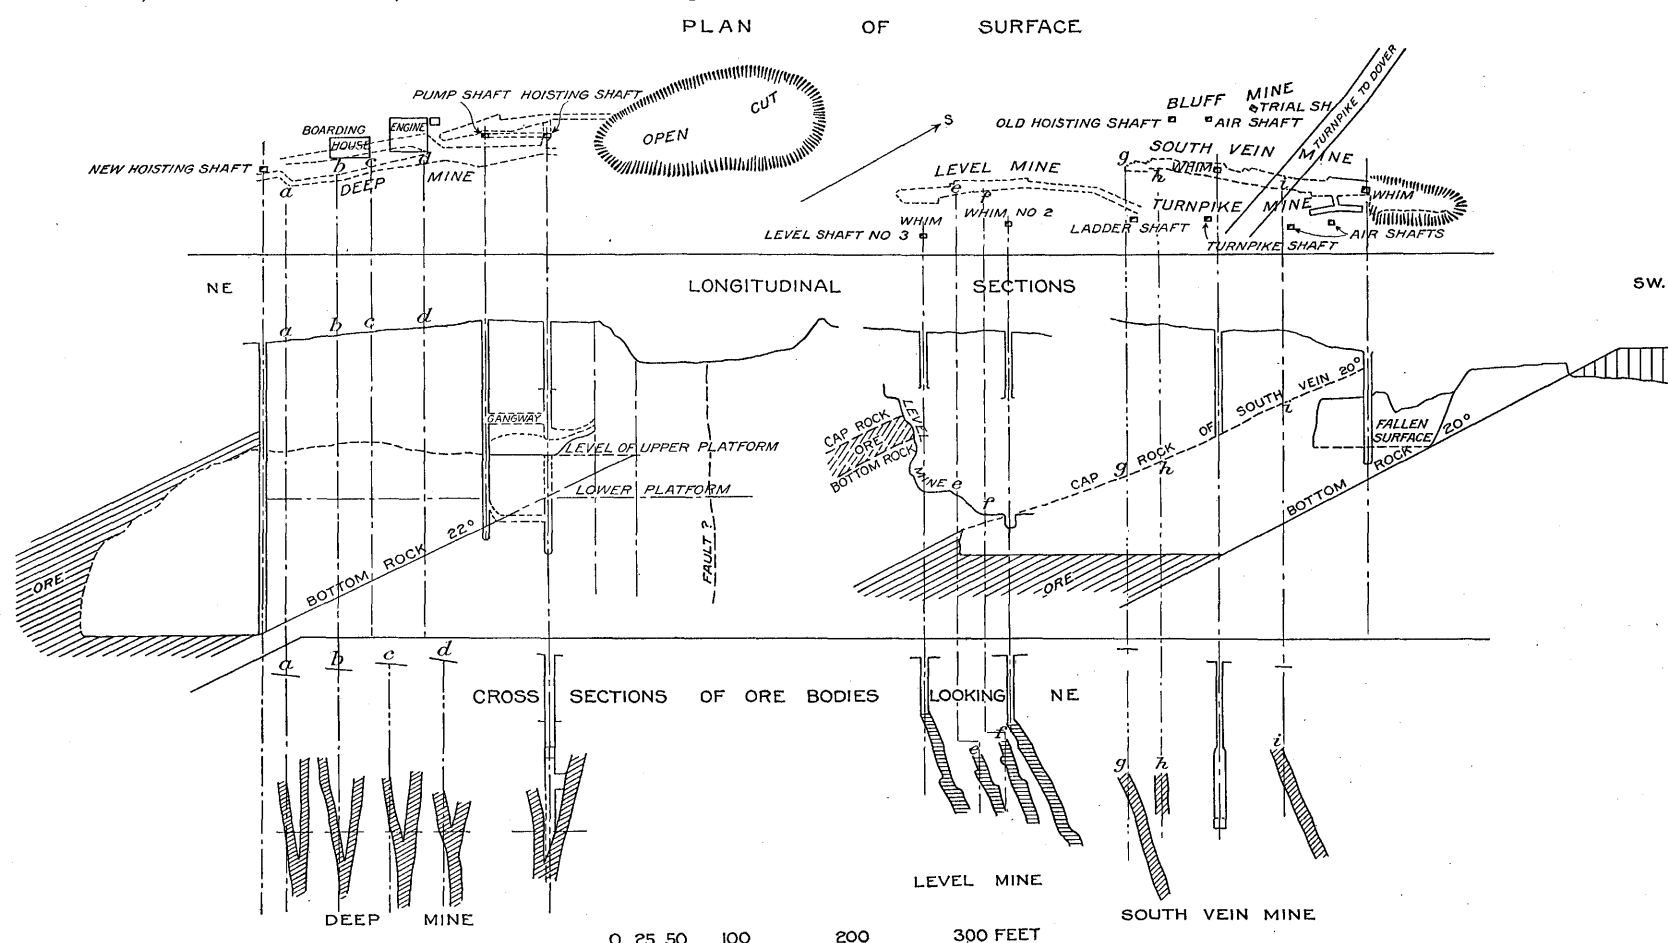 PLAN OF SURFACE
PUMP SHAFT HOISTING SHAFT
BOARDING HOUSE
ENGINE
NEW HOISTING SHAFT
a b c d
DEEP MINE
OPEN CUT
S
BLUFF MINE
TRIAL SH.
OLD HOISTING SHAFT
AIR SHAFT
TURNPIKE TO DOVER
SOUTH VEIN MINE
LEVEL MINE
g h i
WHIM
WHIM
e f
WHIM
WHIM NO 2
TURNPIKE MINE
LEVEL SHAFT NO 3
LADDER SHAFT
TURNPIKE SHAFT
AIR SHAFTS
NE LONGITUDINAL SECTIONS SW.
a b c d
GANGWAY
LEVEL OF UPPER PLATFORM
LOWER PLATFORM
BOTTOM ROCK 22°
ORE
FAULT ?
CAP ROCK
ORE
BOTTOM ROCK
LEVEL MINE
e f
CAP ROCK OF SOUTH VEIN 20°
g h i
FALLEN SURFACE
BOTTOM ROCK 20°
ORE
a b c d
CROSS SECTIONS OF ORE BODIES LOOKING NE
f
g h i
DEEP MINE
LEVEL MINE
SOUTH VEIN MINE
0 25 50 100 200 300 FEET